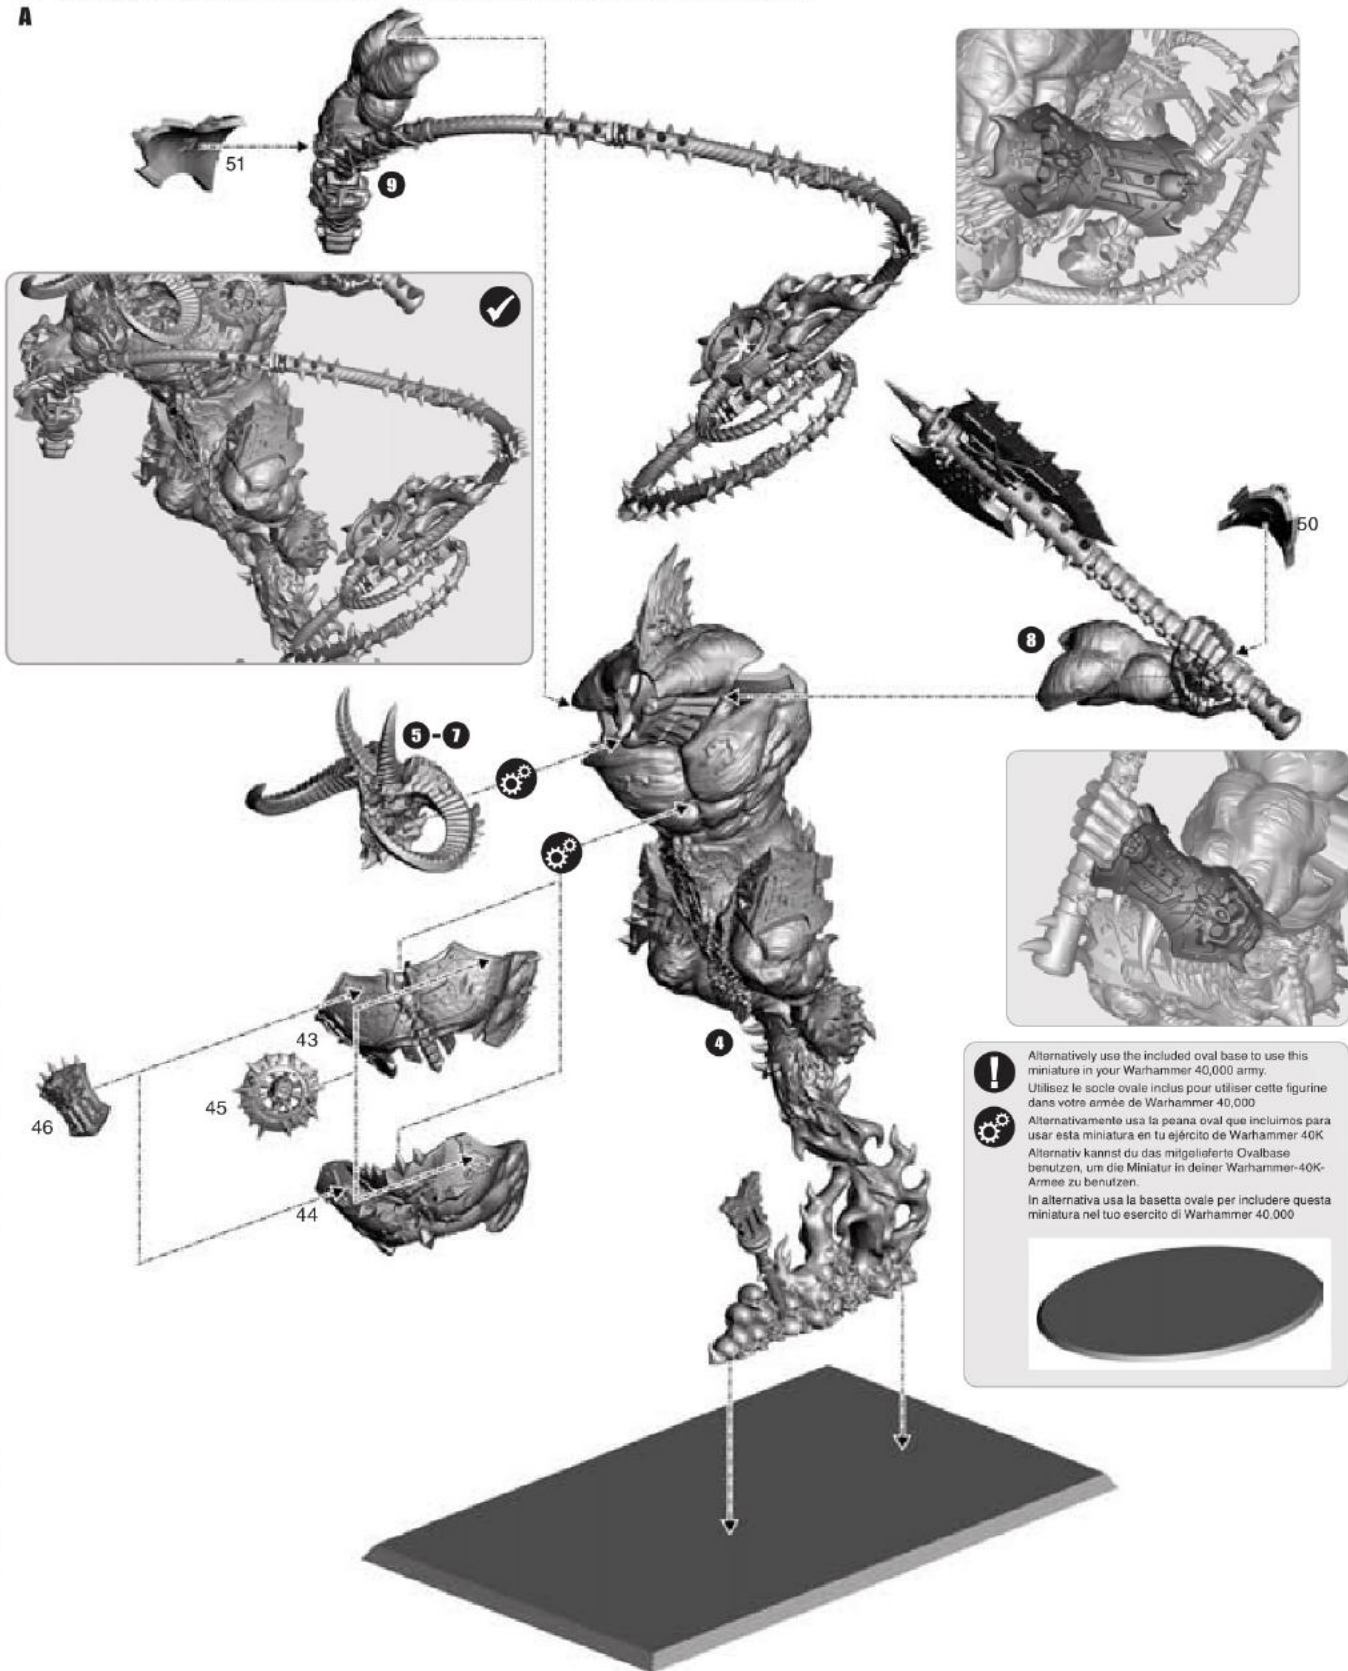 A
51
9
50
8
5-7
43
4
46
45
44
Alternatively use the included oval base to use this
miniature in your Warhammer 40,000 army.
Utilisez le socle ovale inclus pour utiliser cette figurine
dans votre armée de Warhammer 40,000
Alternativamente usa la peana oval que incluimos para
usar esta miniatura en tu ejército de Warhammer 40K
Alternativ kannst du das mitgelieferte Ovalbase
benutzen, um die Miniatur in deiner Warhammer-40K-
Armee zu benutzen.
In alternativa usa la basetta ovale per includere questa
miniatura nel tuo esercito di Warhammer 40,000